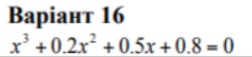 Варіант 16
x³ + 0.2x² + 0.5x + 0.8 = 0